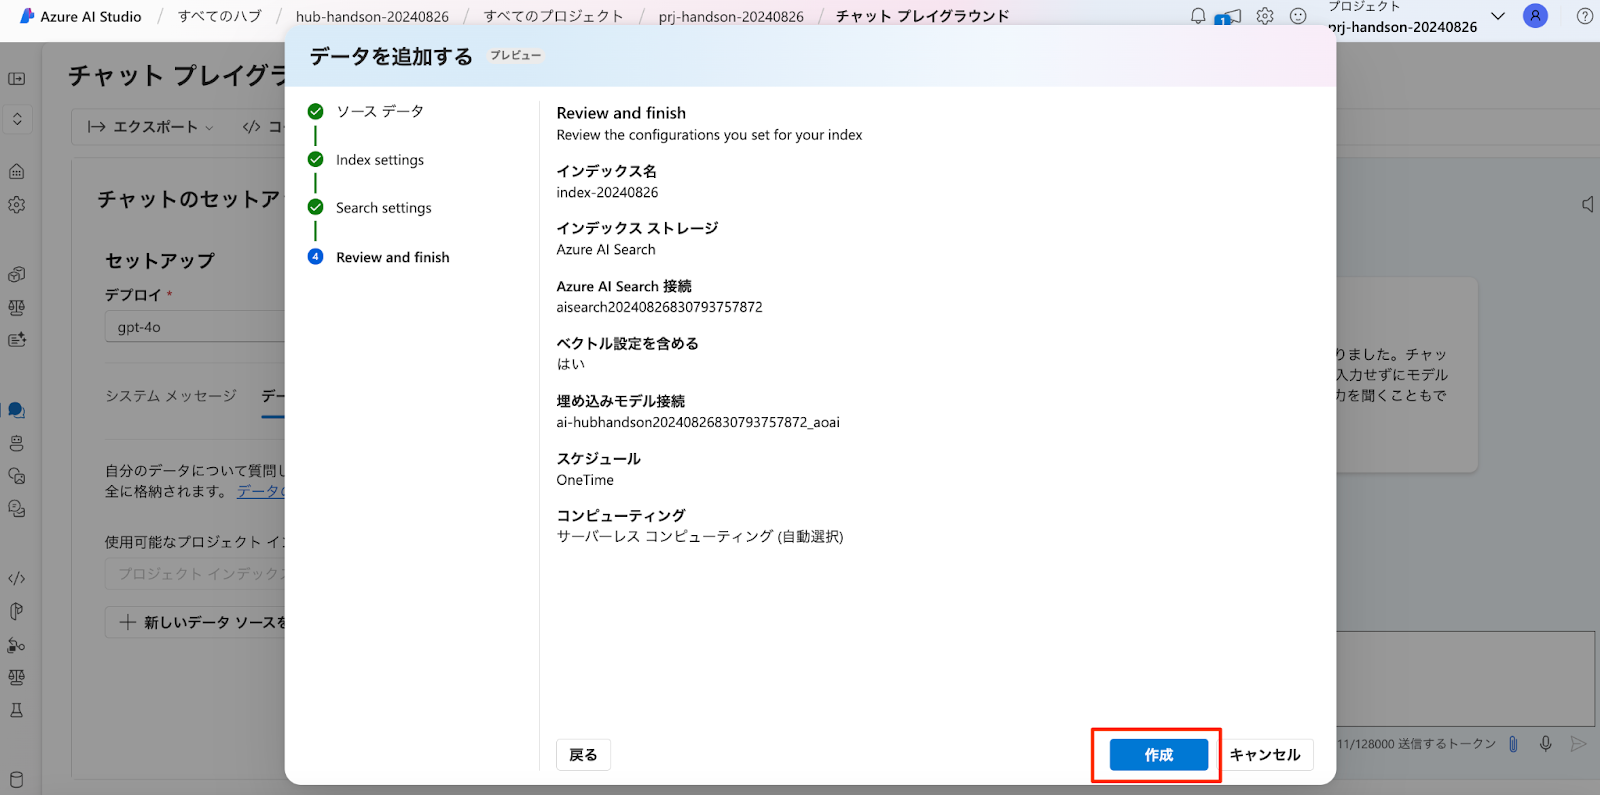 Azure AI Studio / すべてのハブ / hub-handson-20240826 / すべてのプロジェクト / prj-handson-20240826 / チャット プレイグラウンド
1
プロジェクト
prj-handson-20240826
チャット プレイグラ
エクスポート
</> コ
チャットのセットア
セットアップ
デプロイ *
gpt-4o
システム メッセージ
デー
自分のデータについて質問し
全に格納されます。 データの
使用可能なプロジェクト イン
プロジェクト インデックス
新しいデータ ソースを
データを追加する プレビュー
ソース データ
Index settings
Search settings
4 Review and finish
Review and finish
Review the configurations you set for your index
インデックス名
index-20240826
インデックス ストレージ
Azure AI Search
Azure AI Search 接続
aisearch20240826830793757872
ベクトル設定を含める
はい
埋め込みモデル接続
ai-hubhandson20240826830793757872_aoai
スケジュール
OneTime
コンピューティング
サーバーレス コンピューティング (自動選択)
戻る
作成
キャンセル
りました。チャッ
入力せずにモデル
力を聞くこともで
11/128000 送信するトークン